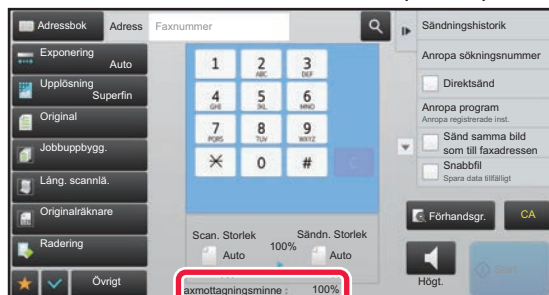 Adressbok
Adress
Faxnummer
Sändningshistorik
Exponering
Auto
Anropa sökningsnummer
Upplösning
Superfin
Direktsänd
Original
Anropa program
Anropa registrerade inst.
Jobbuppbygg.
Sänd samma bild
som till faxadressen
Lång. scannlä.
Snabbfil
Spara data tillfälligt
Originalräknare
Radering
Övrigt
1
2 ABC
3 DEF
4 GHI
5 JKL
6 MNO
7 PQRS
8 TUV
9 WXYZ
0
#
C
Scan. Storlek
Sändn. Storlek
100%
Auto
Auto
axmottagningsminne : 100%
Förhandsgr.
CA
Högt.
Start